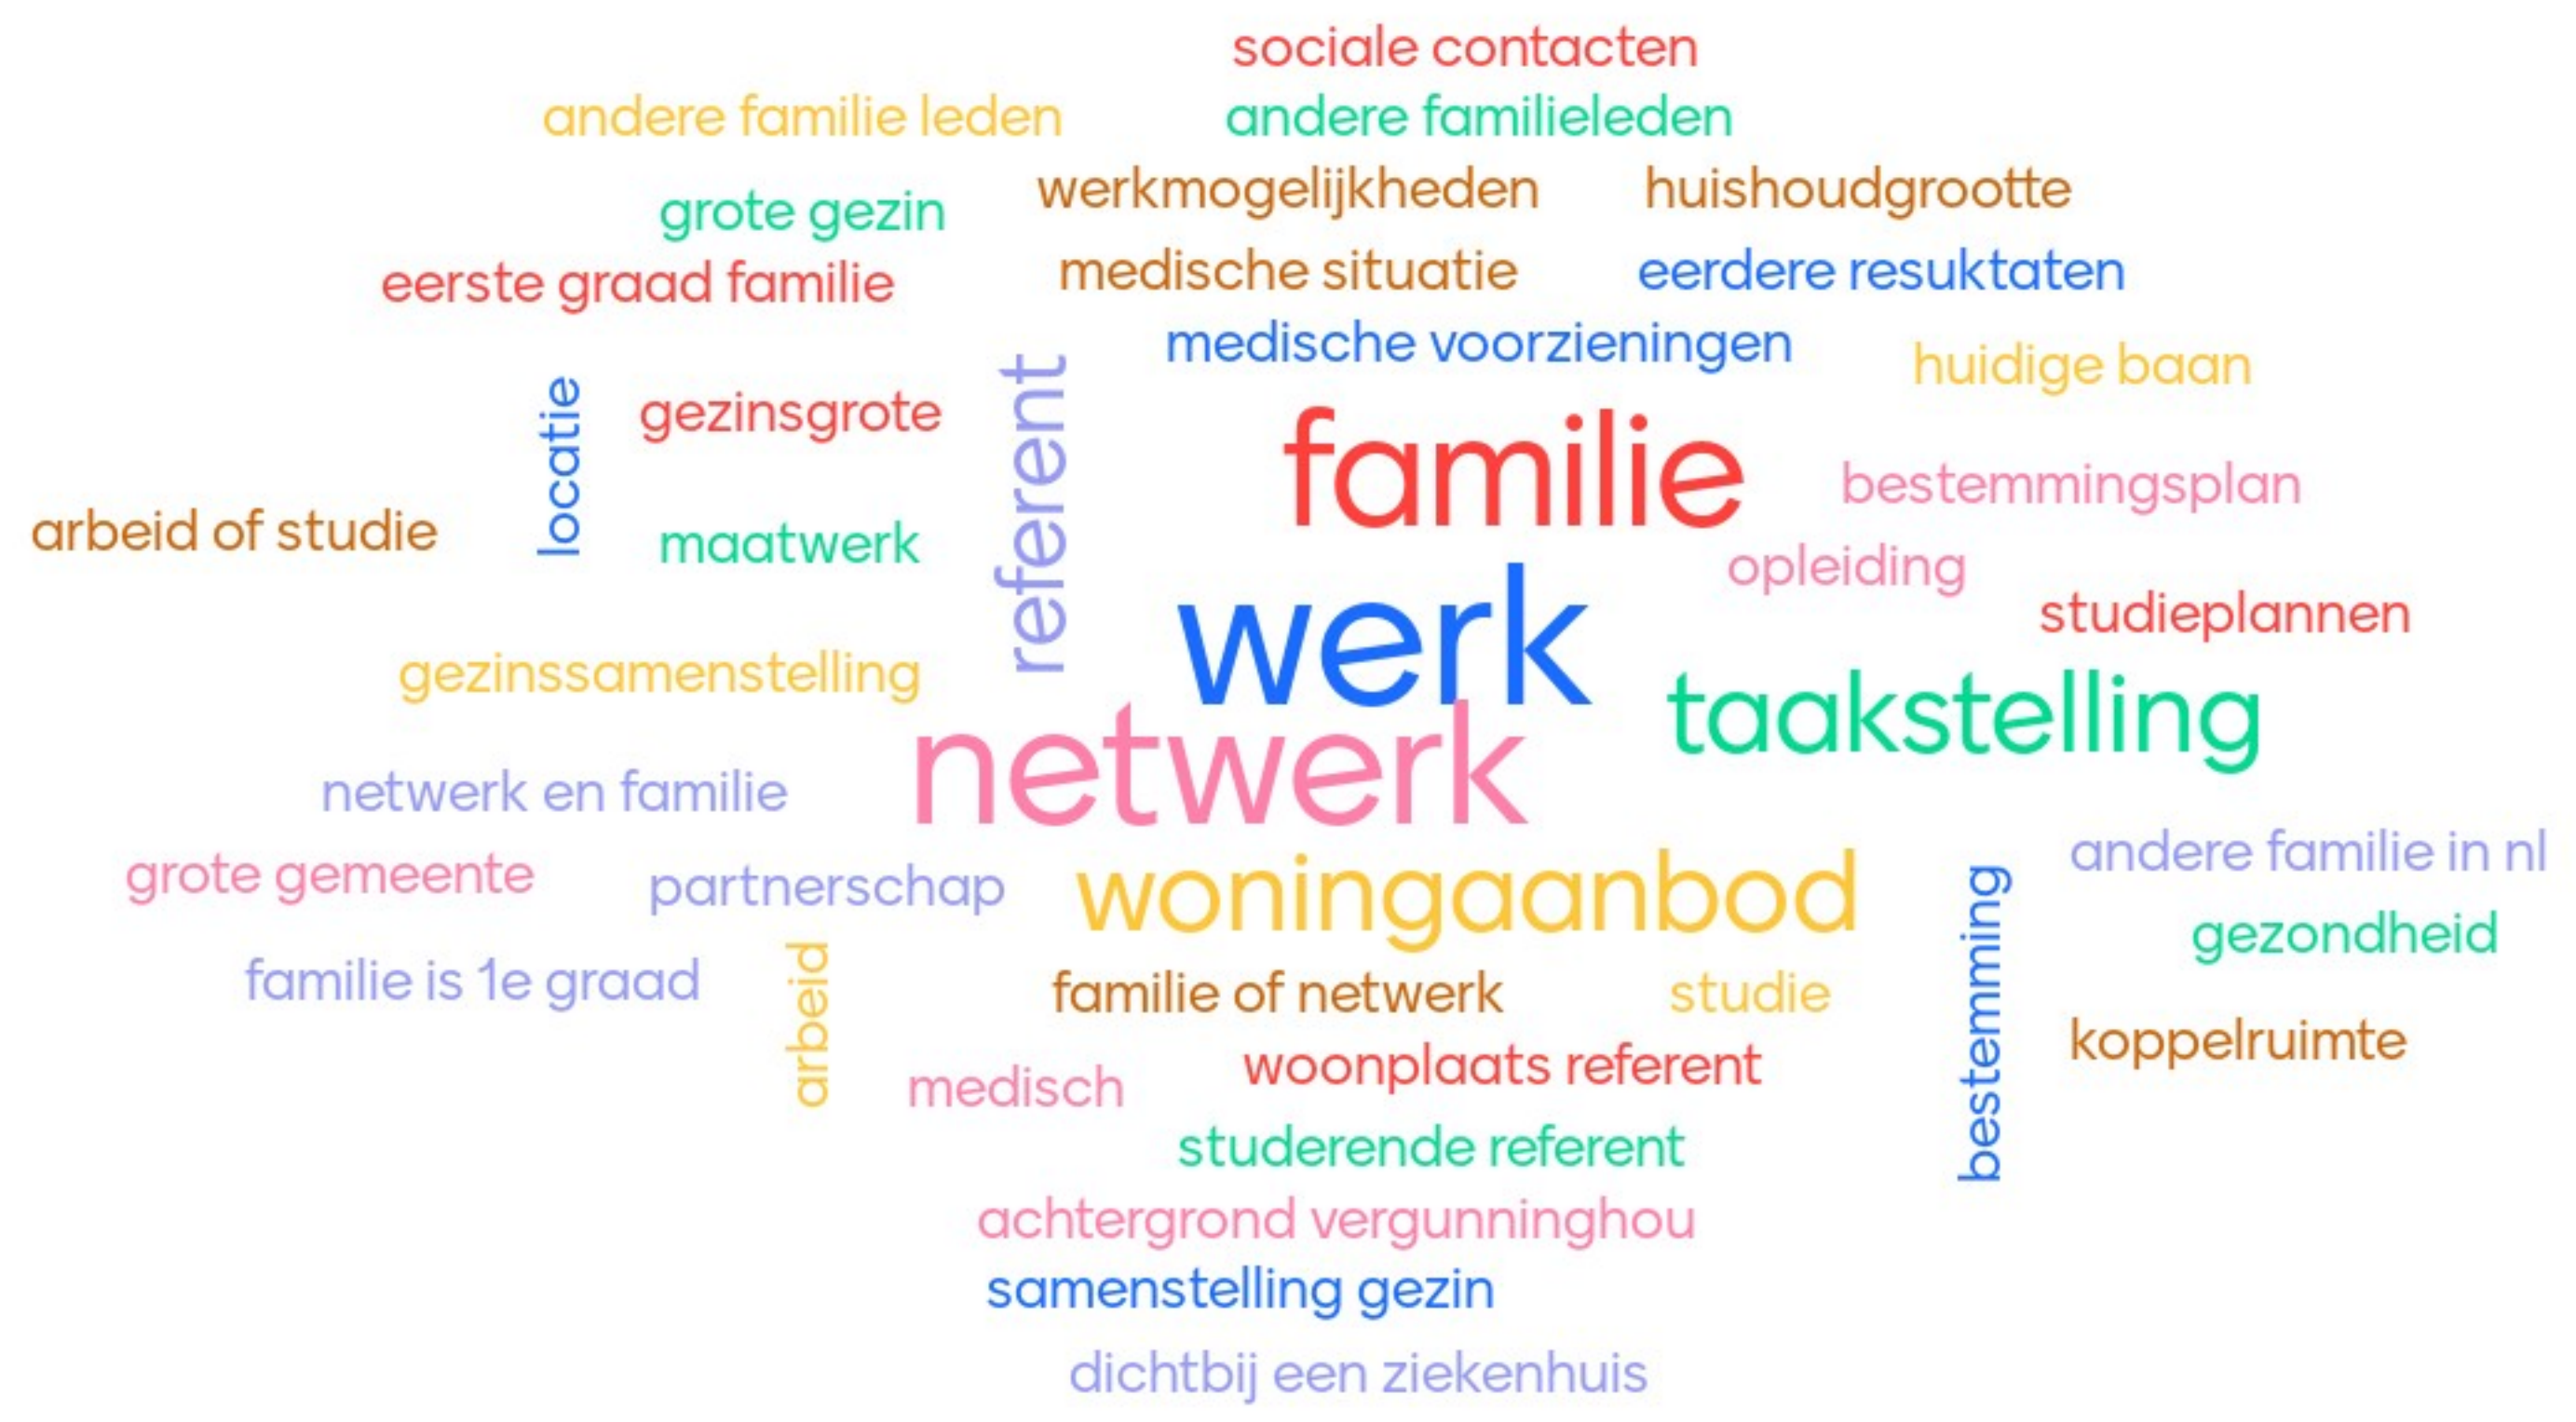 sociale contacten
andere familie leden
andere familieleden
werkmogelijkheden
huishoudgrootte
grote gezin
medische situatie
eerdere resuktaten
eerste graad familie
medische voorzieningen
huidige baan
locatie
gezinsgrote
referent
familie
bestemmingsplan
arbeid of studie
maatwerk
opleiding
werk
studieplannen
gezinssamenstelling
taakstelling
netwerk
netwerk en familie
andere familie in nl
grote gemeente
partnerschap
woningaanbod
bestemming
gezondheid
familie is 1e graad
arbeid
familie of netwerk
studie
koppelruimte
woonplaats referent
medisch
studerende referent
achtergrond vergunninghou
samenstelling gezin
dichtbij een ziekenhuis